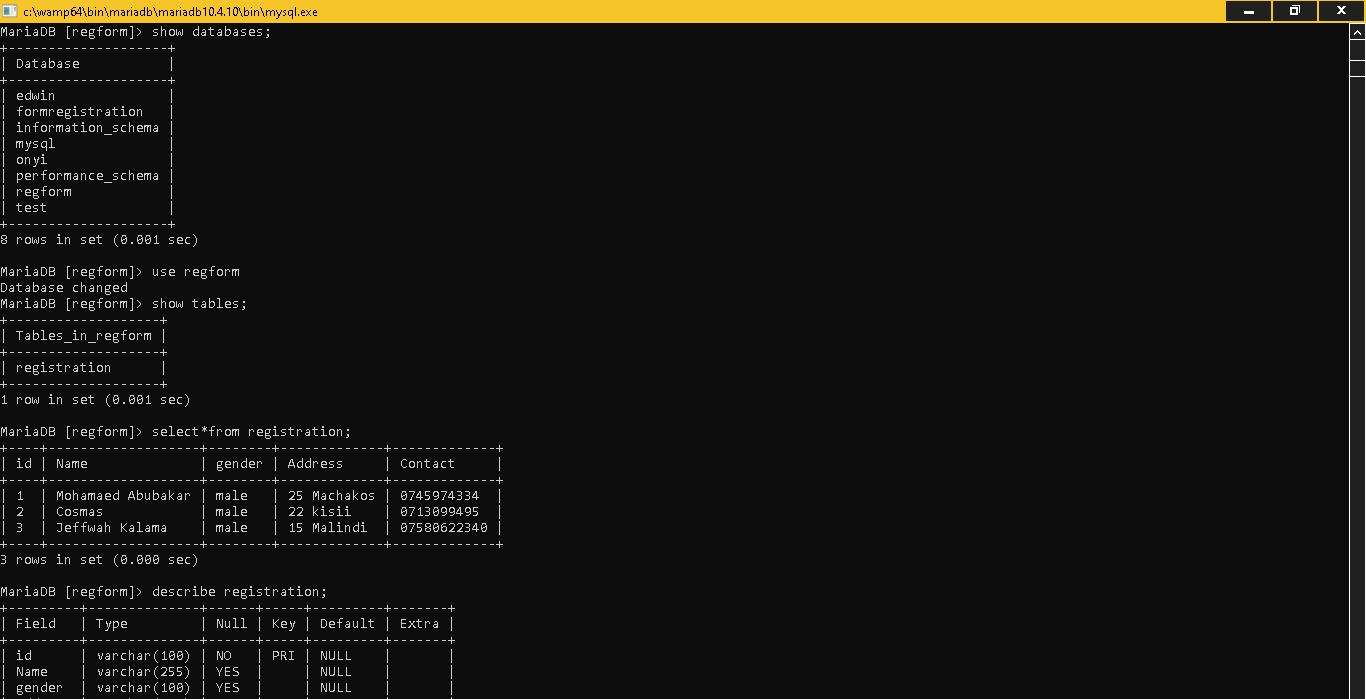 c:\wamp64\bin\mariadb\mariadb10.4.10\bin\mysql.exe
MariaDB [regform]> show databases;
+--------------------+
| Database           |
+--------------------+
| edwin              |
| formregistration   |
| information_schema |
| mysql              |
| onyi               |
| performance_schema |
| regform            |
| test               |
+--------------------+
8 rows in set (0.001 sec)
MariaDB [regform]> use regform
Database changed
MariaDB [regform]> show tables;
+-------------------+
| Tables_in_regform |
+-------------------+
| registration      |
+-------------------+
1 row in set (0.001 sec)
MariaDB [regform]> select*from registration;
+----+-------------------+--------+-------------+-------------+
| id | Name              | gender | Address     | Contact     |
+----+-------------------+--------+-------------+-------------+
| 1  | Mohamaed Abubakar | male   | 25 Machakos | 0745974334  |
| 2  | Cosmas            | male   | 22 kisii    | 0713099495  |
| 3  | Jeffwah Kalama    | male   | 15 Malindi  | 07580622340 |
+----+-------------------+--------+-------------+-------------+
3 rows in set (0.000 sec)
MariaDB [regform]> describe registration;
+---------+--------------+------+-----+---------+-------+
| Field   | Type         | Null | Key | Default | Extra |
+---------+--------------+------+-----+---------+-------+
| id      | varchar(100) | NO   | PRI | NULL    |       |
| Name    | varchar(255) | YES  |     | NULL    |       |
| gender  | varchar(100) | YES  |     | NULL    |       |